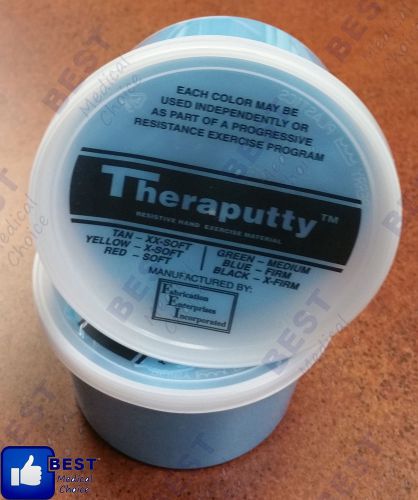 EACH COLOR MAY BE
USED INDEPENDENTLY OR
AS PART OF A PROGRESSIVE
RESISTANCE EXERCISE PROGRAM
Theraputty™
RESISTIVE HAND EXERCISE MATERIAL
TAN - XX-SOFT
YELLOW - X-SOFT
RED - SOFT
GREEN - MEDIUM
BLUE - FIRM
BLACK - X-FIRM
MANUFACTURED BY:
Fabrication
Enterprises
Incorporated
BEST
Medical
Choice